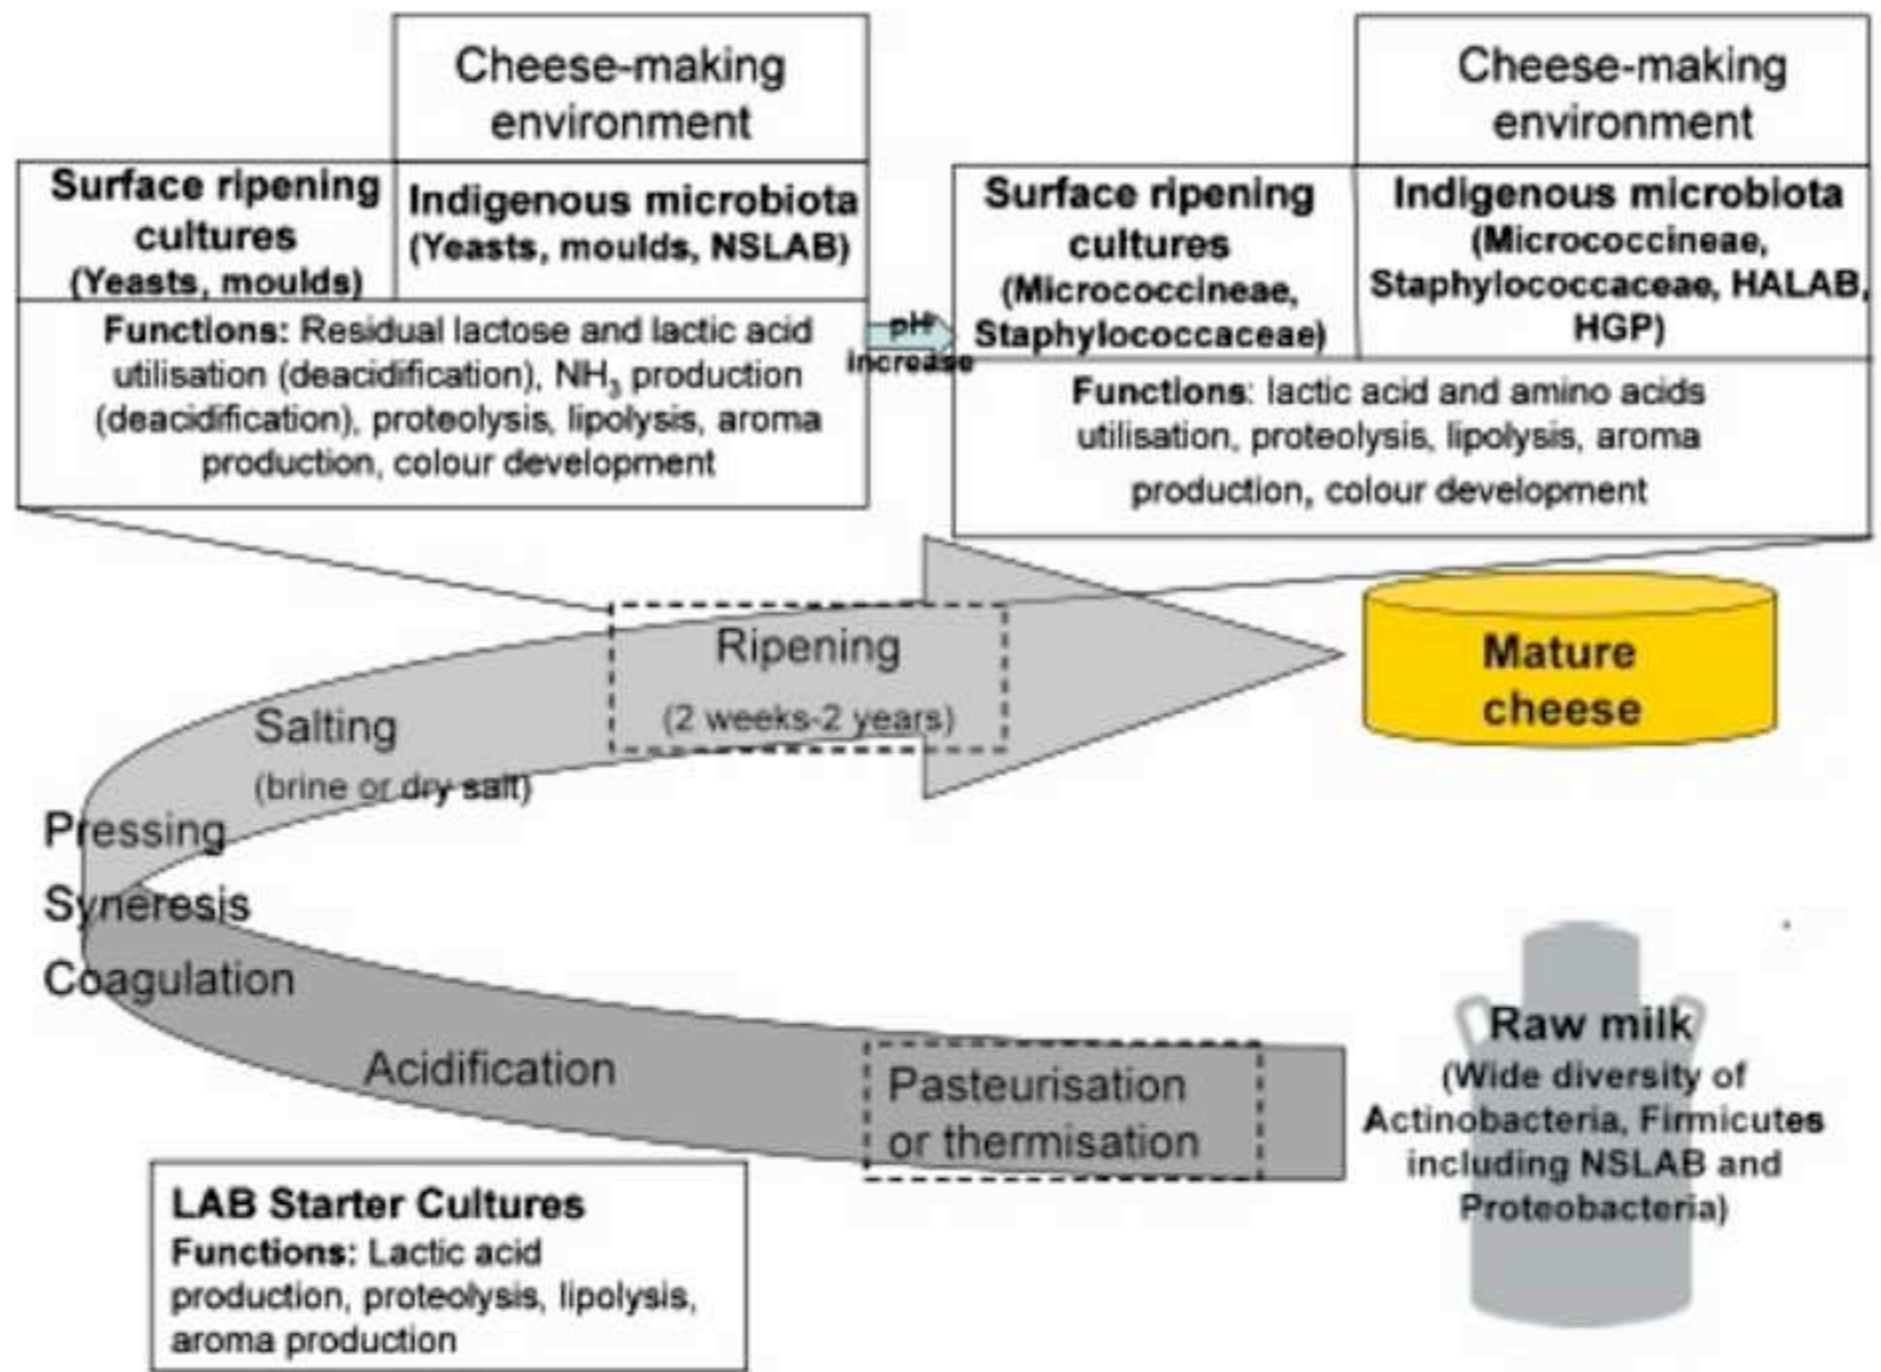 Cheese-making
environment
Surface ripening
cultures
(Yeasts, moulds)
Indigenous microbiota
(Yeasts, moulds, NSLAB)
Functions: Residual lactose and lactic acid
utilisation (deacidification), NH3 production
(deacidification), proteolysis, lipolysis, aroma
production, colour development
pH
increase
Cheese-making
environment
Surface ripening
cultures
(Micrococcineae,
Staphylococcaceae)
Indigenous microbiota
(Micrococcineae,
Staphylococcaceae, HALAB,
HGP)
Functions: lactic acid and amino acids
utilisation, proteolysis, lipolysis, aroma
production, colour development
Ripening
(2 weeks-2 years)
Mature
cheese
Salting
(brine or dry salt)
Pressing
Syneresis
Coagulation
Acidification
Pasteurisation
or thermisation
Raw milk
(Wide diversity of
Actinobacteria, Firmicutes
including NSLAB and
Proteobacteria)
LAB Starter Cultures
Functions: Lactic acid
production, proteolysis, lipolysis,
aroma production